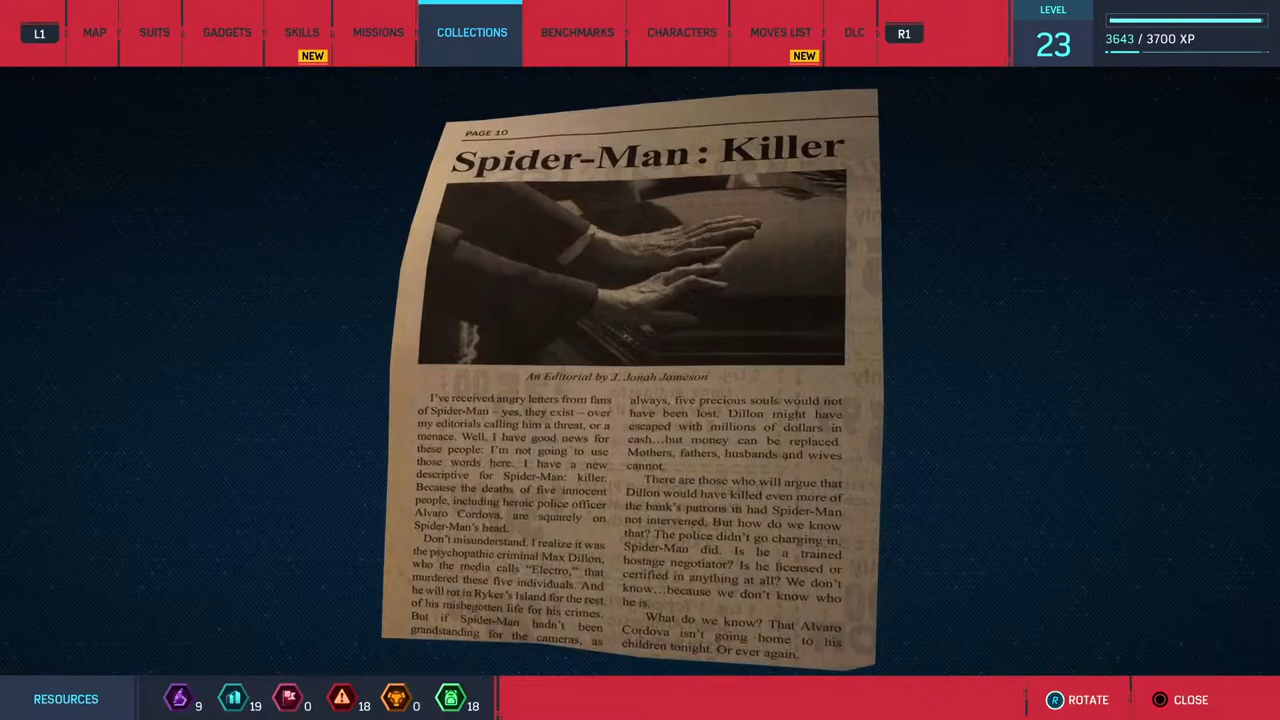 L1
MAP
SUITS
GADGETS
SKILLS
MISSIONS
COLLECTIONS
BENCHMARKS
CHARACTERS
MOVES LIST
DLC
R1
NEW
NEW
LEVEL
23
3643 / 3700 XP
PAGE 10
Spider-Man : Killer
An Editorial by J. Jonah Jameson
I've received angry letters from fans
of Spider-Man – yes, they exist – over
my editorials calling him a threat, or a
menace. Well, I have good news for
these people: I'm not going to use
those words here. I have a new
descriptive for Spider-Man: killer.
Because the deaths of five innocent
people, including heroic police officer
Alvaro Cordova, are squarely on
Spider-Man's head.
Don't misunderstand. I realize it was
the psychopathic criminal Max Dillon,
who the media calls "Electro," that
murdered these five individuals. And
he will rot in Ryker's Island for the rest
of his misbegotten life for his crimes.
But if Spider-Man hadn't been
grandstanding for the cameras, as
always, five precious souls would not
have been lost. Dillon might have
escaped with millions of dollars in
cash...but money can be replaced.
Mothers, fathers, husbands and wives
cannot.
There are those who will argue that
Dillon would have killed even more of
the bank's patrons in had Spider-Man
not intervened. But how do we know
that? The police didn't go charging in,
Spider-Man did. Is he a trained
hostage negotiator? Is he licensed or
certified in anything at all? We don't
know...because we don't know who
he is.
What do we know? That Alvaro
Cordova isn't going home to his
children tonight. Or ever again.
RESOURCES
9
19
0
18
0
18
R ROTATE
CLOSE